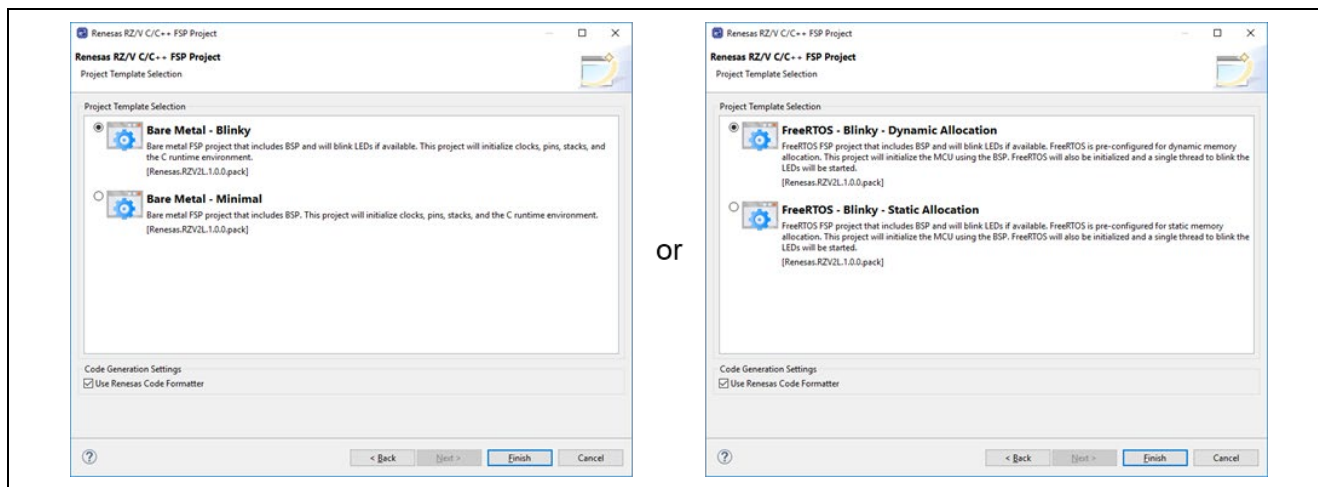 Renesas RZ/V C/C++ FSP Project
Renesas RZ/V C/C++ FSP Project
Project Template Selection
Project Template Selection
Bare Metal - Blinky
Bare metal FSP project that includes BSP and will blink LEDs if available. This project will initialize clocks, pins, stacks, and
the C runtime environment.
[Renesas.RZV2L.1.0.0.pack]
Bare Metal - Minimal
Bare metal FSP project that includes BSP. This project will initialize clocks, pins, stacks, and the C runtime environment.
[Renesas.RZV2L.1.0.0.pack]
Code Generation Settings
Use Renesas Code Formatter
< Back
Next >
Finish
Cancel
or
Renesas RZ/V C/C++ FSP Project
Renesas RZ/V C/C++ FSP Project
Project Template Selection
Project Template Selection
FreeRTOS - Blinky - Dynamic Allocation
FreeRTOS FSP project that includes BSP and will blink LEDs if available. FreeRTOS is pre-configured for dynamic memory
allocation. This project will initialize the MCU using the BSP. FreeRTOS will also be initialized and a single thread to blink the
LEDs will be started.
[Renesas.RZV2L.1.0.0.pack]
FreeRTOS - Blinky - Static Allocation
FreeRTOS FSP project that includes BSP and will blink LEDs if available. FreeRTOS is pre-configured for static memory
allocation. This project will initialize the MCU using the BSP. FreeRTOS will also be initialized and a single thread to blink the
LEDs will be started.
[Renesas.RZV2L.1.0.0.pack]
Code Generation Settings
Use Renesas Code Formatter
< Back
Next >
Finish
Cancel